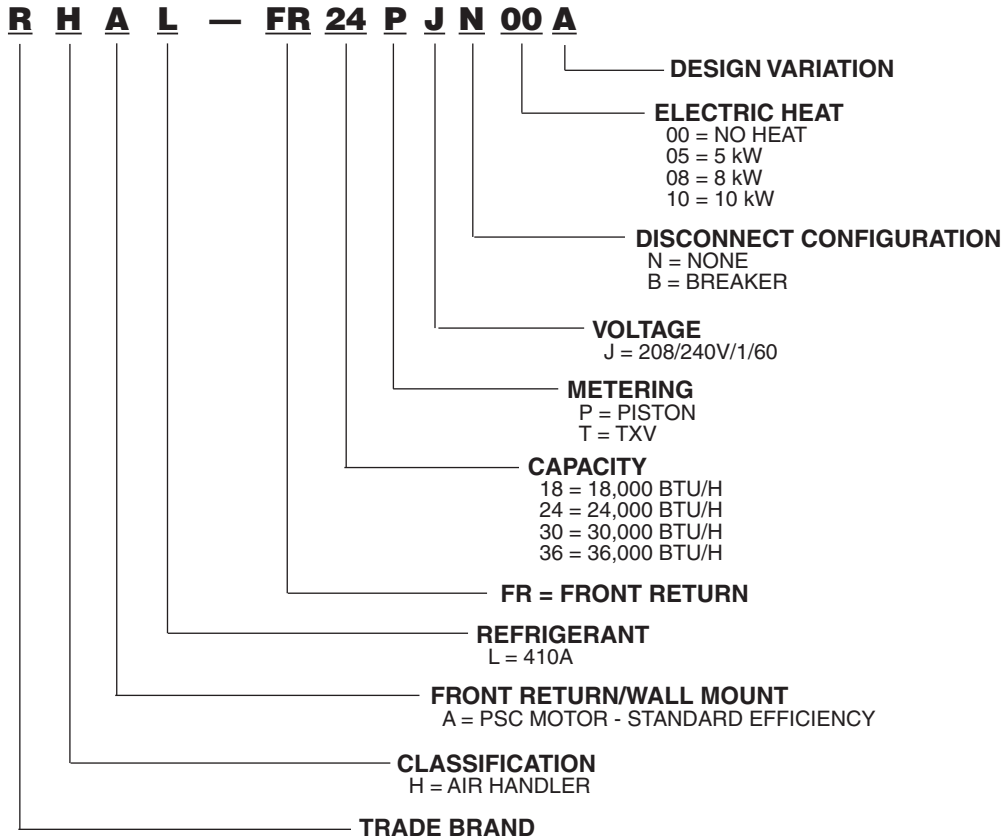 R H A L — FR 24 P J N 00 A
DESIGN VARIATION
ELECTRIC HEAT
00 = NO HEAT
05 = 5 kW
08 = 8 kW
10 = 10 kW
DISCONNECT CONFIGURATION
N = NONE
B = BREAKER
VOLTAGE
J = 208/240V/1/60
METERING
P = PISTON
T = TXV
CAPACITY
18 = 18,000 BTU/H
24 = 24,000 BTU/H
30 = 30,000 BTU/H
36 = 36,000 BTU/H
FR = FRONT RETURN
REFRIGERANT
L = 410A
FRONT RETURN/WALL MOUNT
A = PSC MOTOR - STANDARD EFFICIENCY
CLASSIFICATION
H = AIR HANDLER
TRADE BRAND